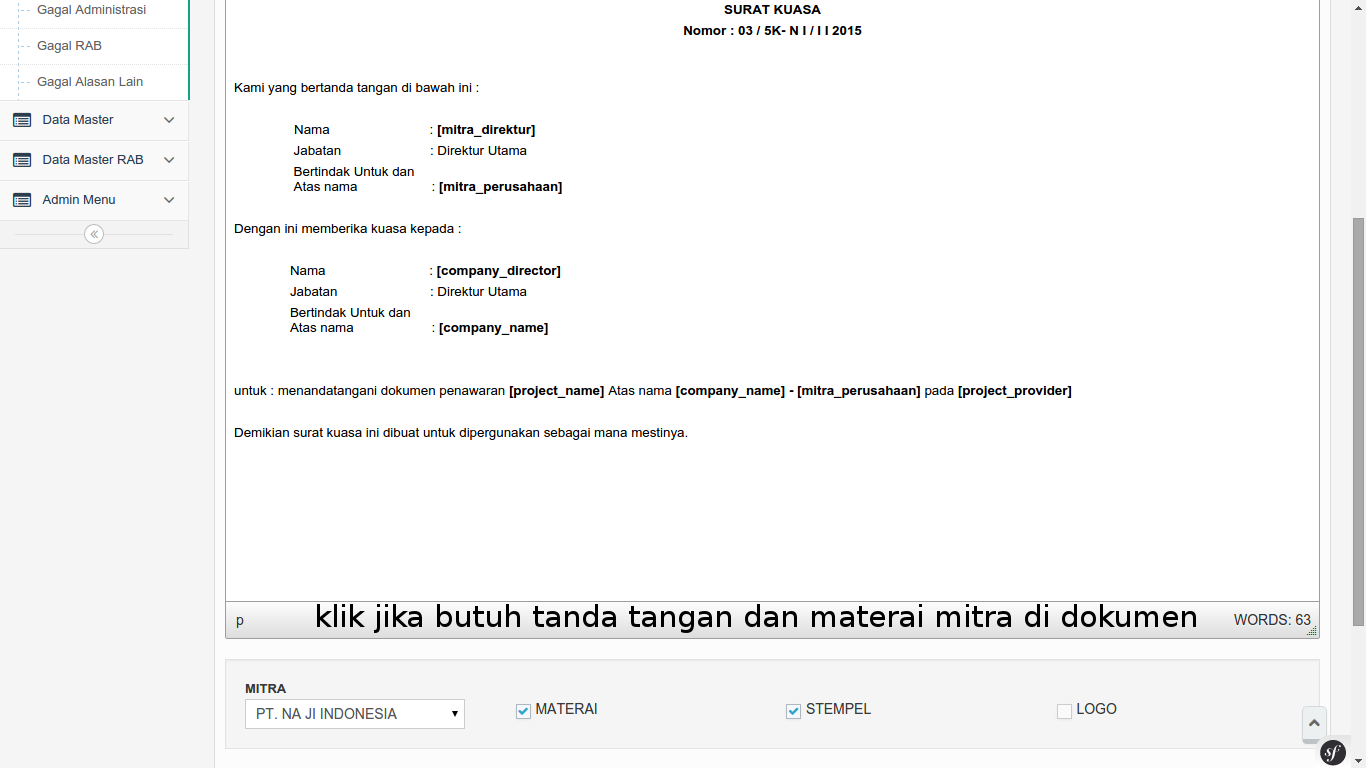 Gagal Administrasi
Gagal RAB
Gagal Alasan Lain
Data Master
Data Master RAB
Admin Menu
SURAT KUASA
Nomor : 03 / 5K- N I / I I 2015
Kami yang bertanda tangan di bawah ini :
Nama : [mitra_direktur]
Jabatan : Direktur Utama
Bertindak Untuk dan
Atas nama : [mitra_perusahaan]
Dengan ini memberika kuasa kepada :
Nama : [company_director]
Jabatan : Direktur Utama
Bertindak Untuk dan
Atas nama : [company_name]
untuk : menandatangani dokumen penawaran [project_name] Atas nama [company_name] - [mitra_perusahaan] pada [project_provider]
Demikian surat kuasa ini dibuat untuk dipergunakan sebagai mana mestinya.
p klik jika butuh tanda tangan dan materai mitra di dokumen WORDS: 63
MITRA
PT. NA JI INDONESIA MATERAI STEMPEL LOGO
sf